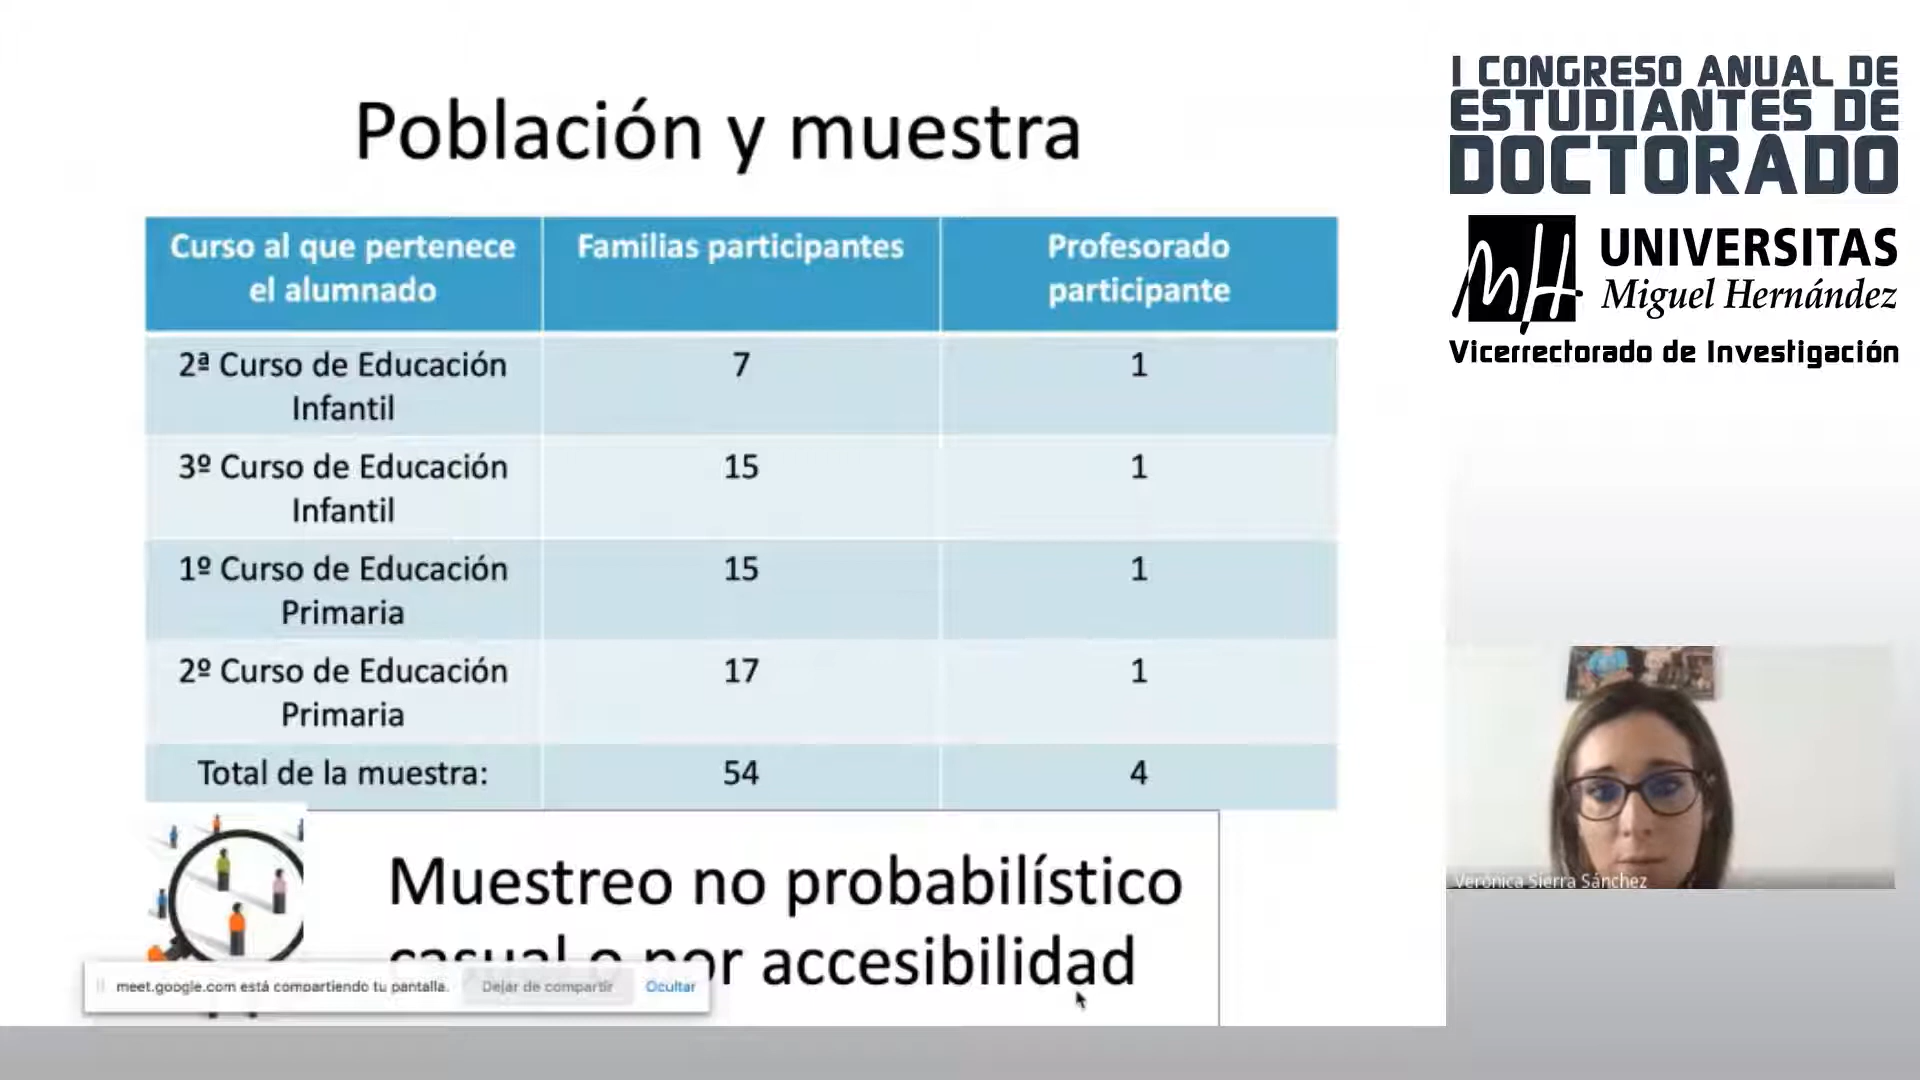 Población y muestra
Curso al que pertenece
el alumnado
Familias participantes
Profesorado
participante
2ª Curso de Educación
Infantil
7
1
3º Curso de Educación
Infantil
15
1
1º Curso de Educación
Primaria
15
1
2º Curso de Educación
Primaria
17
1
Total de la muestra:
54
4
Muestreo no probabilístico
casual o por accesibilidad
meet.google.com está compartiendo tu pantalla.
Dejar de compartir
Ocultar
I CONGRESO ANUAL DE
ESTUDIANTES DE
DOCTORADO
UNIVERSITAS
Miguel Hernández
Vicerrectorado de Investigación
Verónica Sierra Sánchez